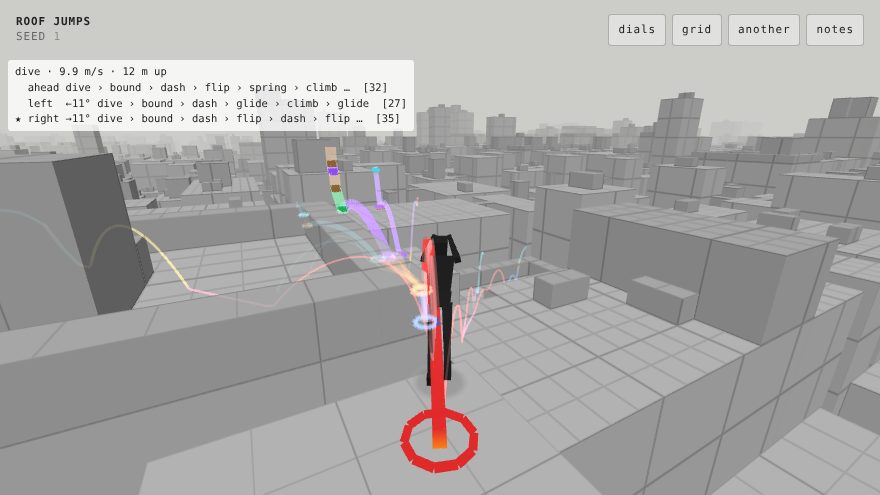 ROOF JUMPS
SEED 1
dials
grid
another
notes
dive · 9.9 m/s · 12 m up
ahead dive › bound › dash › flip › spring › climb … [32]
left ←11° dive › bound › dash › glide › climb › glide [27]
★ right →11° dive › bound › dash › flip › dash › flip … [35]